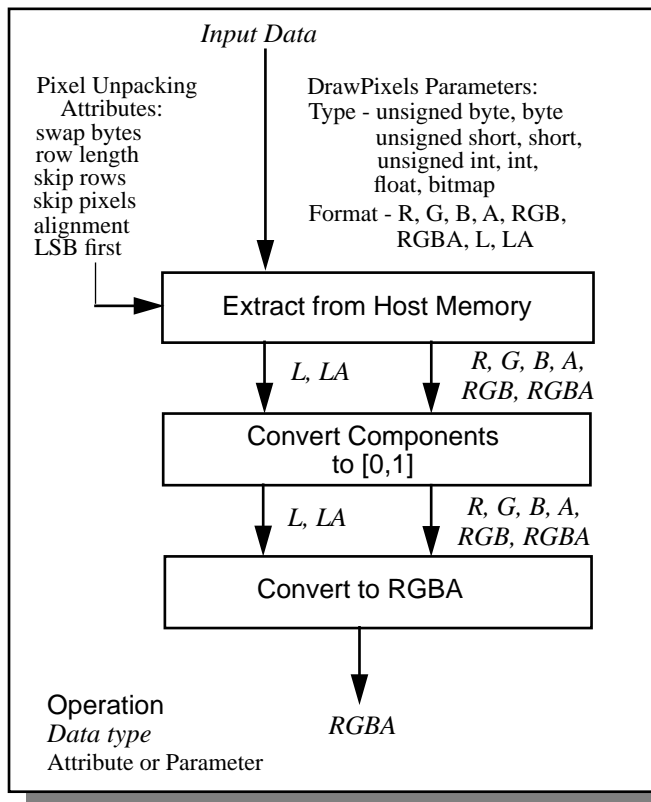 Input Data
Pixel Unpacking
Attributes:
swap bytes
row length
skip rows
skip pixels
alignment
LSB first
DrawPixels Parameters:
Type - unsigned byte, byte
unsigned short, short,
unsigned int, int,
float, bitmap
Format - R, G, B, A, RGB,
RGBA, L, LA
Extract from Host Memory
L, LA
R, G, B, A,
RGB, RGBA
Convert Components
to [0,1]
L, LA
R, G, B, A,
RGB, RGBA
Convert to RGBA
RGBA
Operation
Data type
Attribute or Parameter